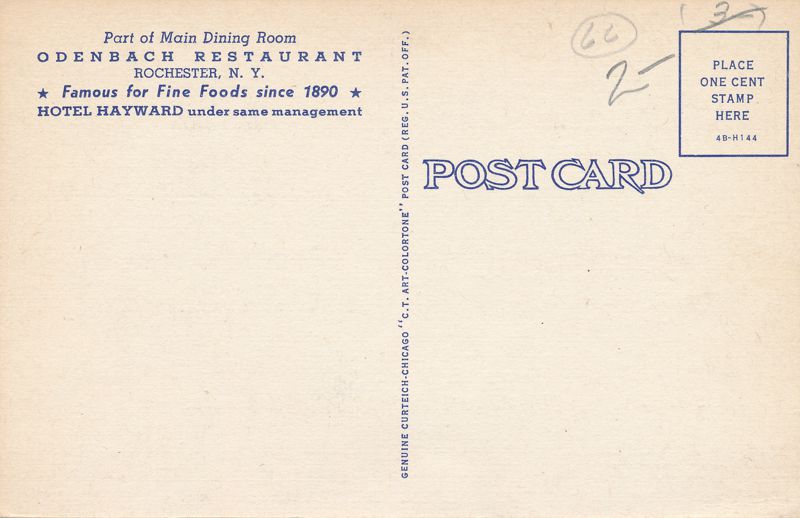 Part of Main Dining Room
ODENBACH RESTAURANT
ROCHESTER, N. Y.
★ Famous for Fine Foods since 1890 ★
HOTEL HAYWARD under same management
GENUINE CURTEICH-CHICAGO "C.T. ART-COLORTONE" POST CARD (REG. U.S. PAT. OFF.)
POST CARD
(3-)
2-
PLACE
ONE CENT
STAMP
HERE
4B-H144